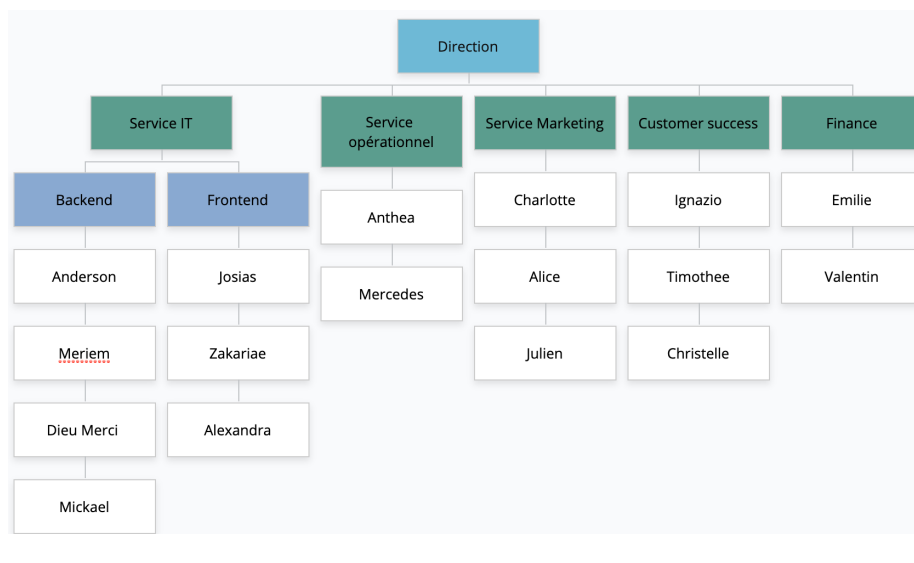 Direction
Service IT
Service
opérationnel
Service Marketing
Customer success
Finance
Backend
Frontend
Anthea
Charlotte
Ignazio
Emilie
Anderson
Josias
Mercedes
Alice
Timothee
Valentin
Meriem
Zakariae
Julien
Christelle
Dieu Merci
Alexandra
Mickael